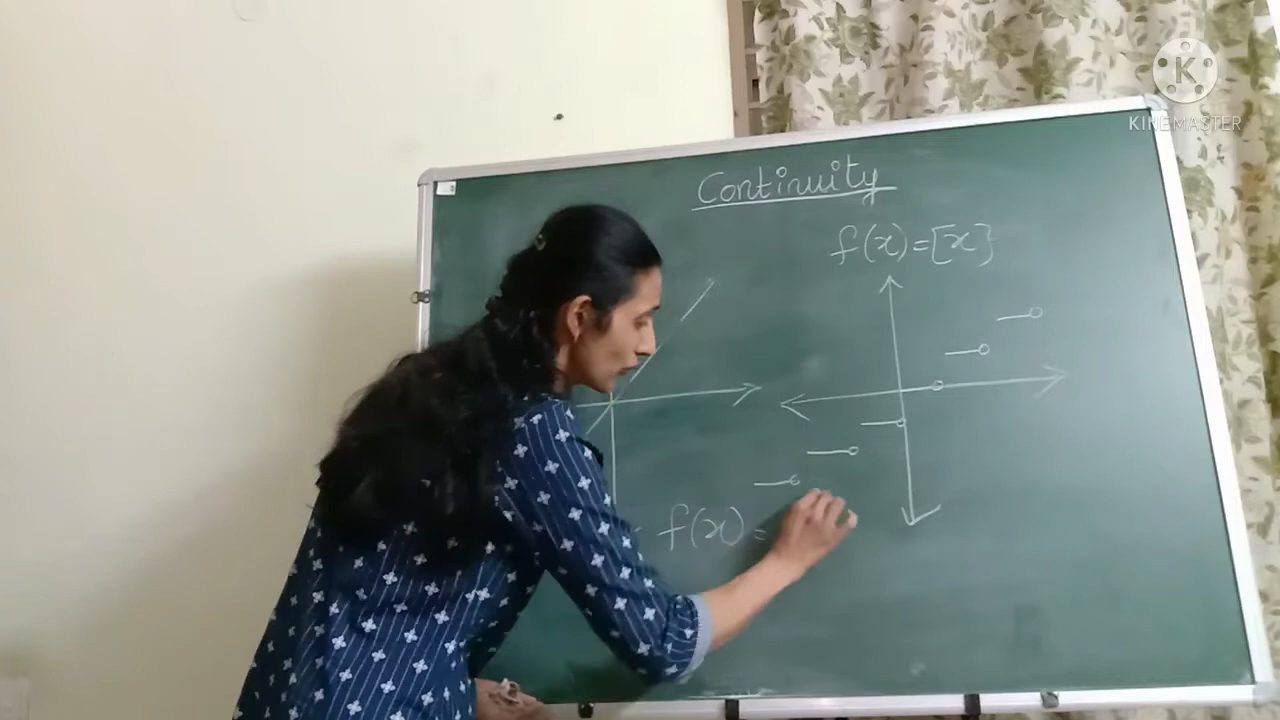 K
KINEMASTER
Continuity
f(x)=[x]
f(x) =